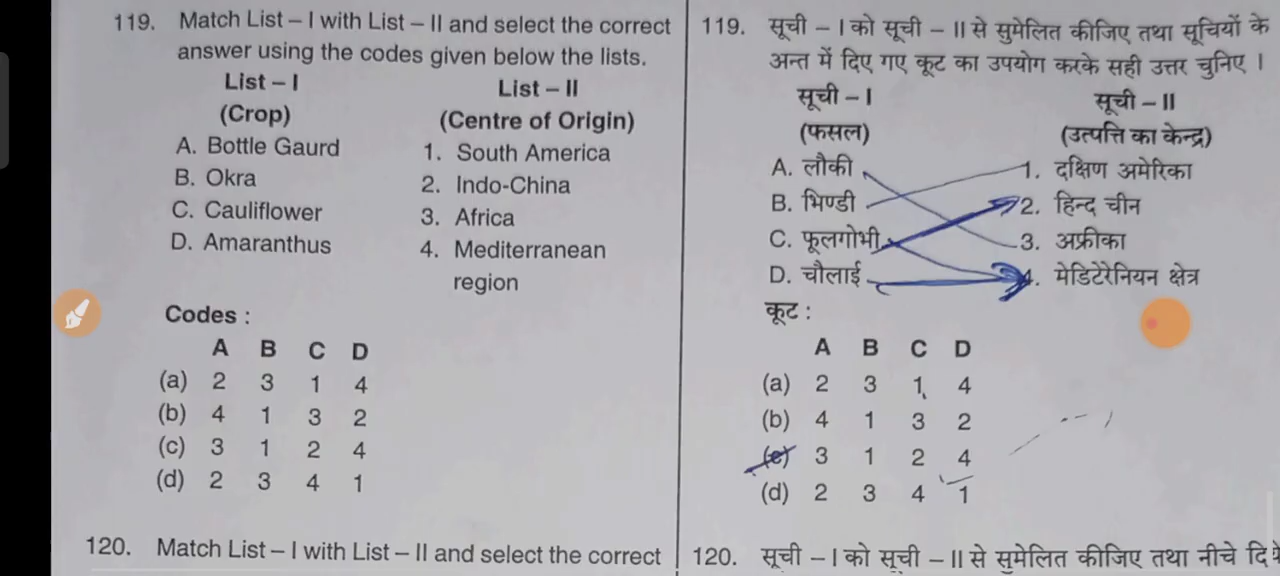 119. Match List – I with List – II and select the correct
answer using the codes given below the lists.
List – I
List – II
(Crop)
(Centre of Origin)
A. Bottle Gaurd
1. South America
B. Okra
2. Indo-China
C. Cauliflower
3. Africa
D. Amaranthus
4. Mediterranean
region
Codes :
A B C D
(a) 2 3 1 4
(b) 4 1 3 2
(c) 3 1 2 4
(d) 2 3 4 1
120. Match List – I with List – II and select the correct
119. सूची – I को सूची – II से सुमेलित कीजिए तथा सूचियों के
अन्त में दिए गए कूट का उपयोग करके सही उत्तर चुनिए ।
सूची – I
सूची – II
(फसल)
(उत्पत्ति का केन्द्र)
A. लौकी
1. दक्षिण अमेरिका
B. भिण्डी
2. हिन्द चीन
C. फूलगोभी
3. अफ्रीका
D. चौलाई
4. मेडिटेरेनियन क्षेत्र
कूट :
A B C D
(a) 2 3 1 4
(b) 4 1 3 2
(c) 3 1 2 4
(d) 2 3 4 1
120. सूची – I को सूची – II से सुमेलित कीजिए तथा नीचे